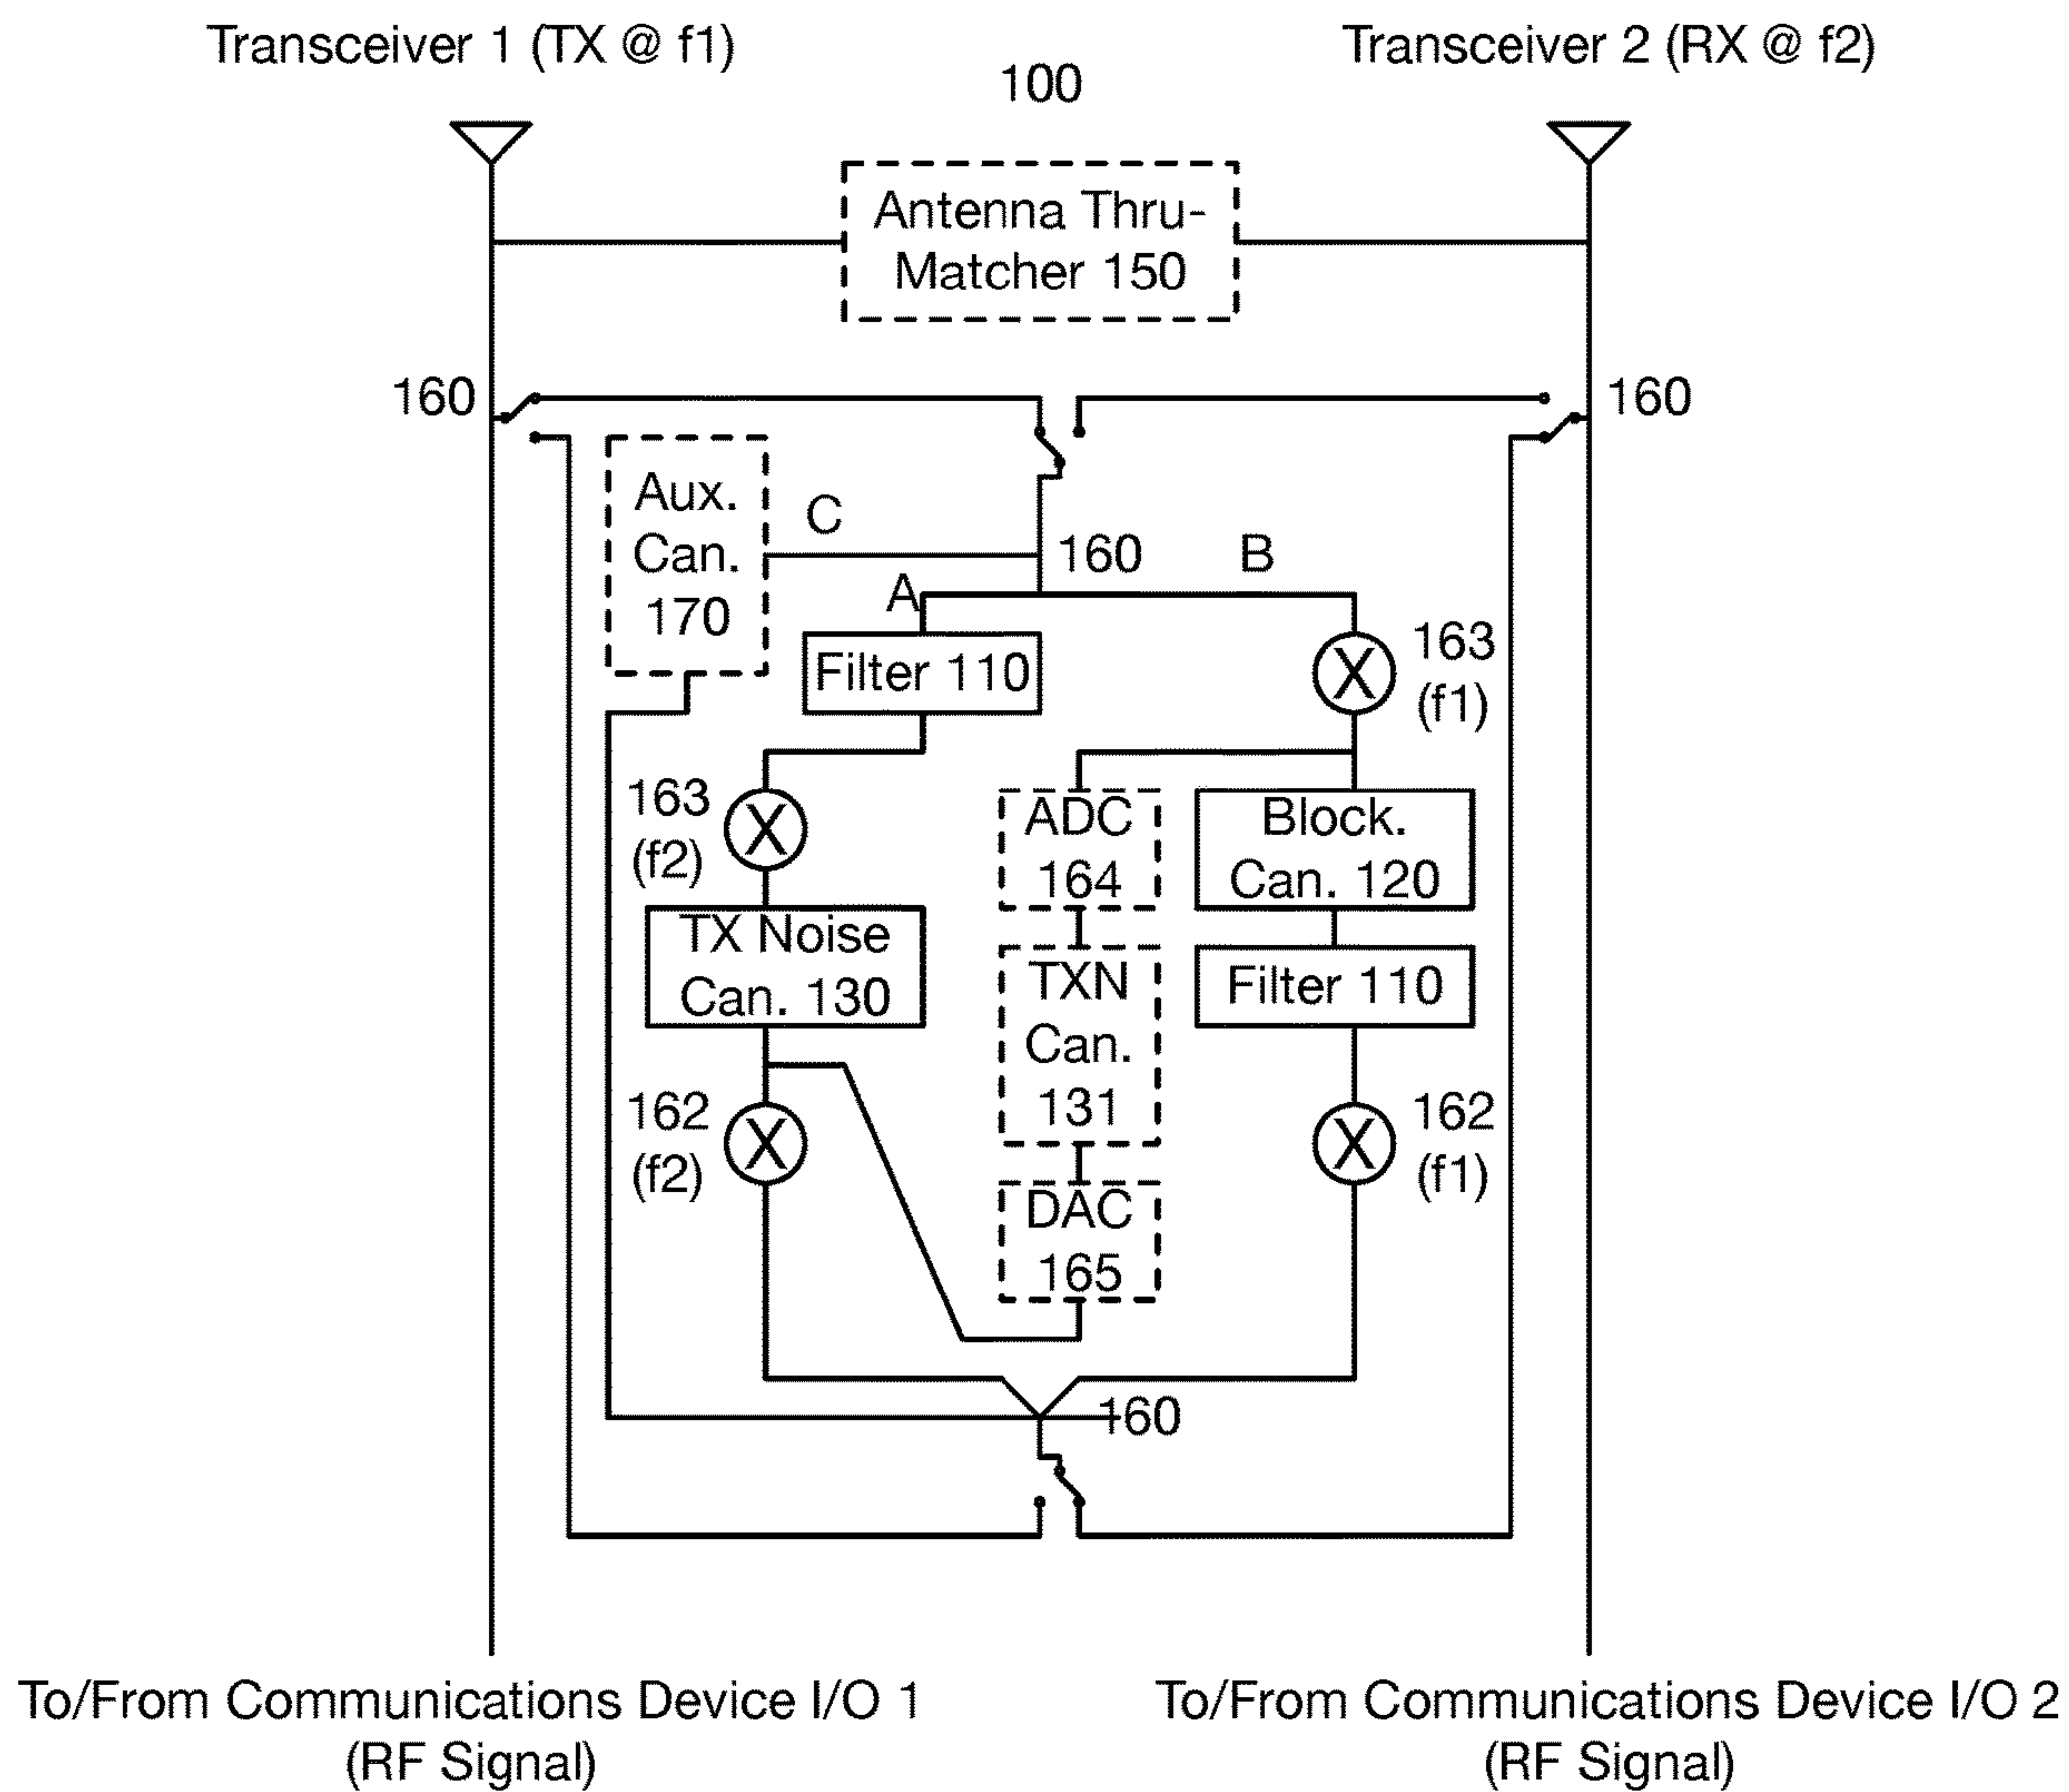 Transceiver 1 (TX @ f1)
Transceiver 2 (RX @ f2)
100
Antenna Thru-
Matcher 150
160
160
Aux.
Can.
170
C
160
B
A
Filter 110
163
(f1)
X
163
(f2)
X
ADC
164
Block.
Can. 120
TX Noise
Can. 130
TXN
Can.
131
Filter 110
162
(f2)
X
162
(f1)
X
DAC
165
160
To/From Communications Device I/O 1
(RF Signal)
To/From Communications Device I/O 2
(RF Signal)